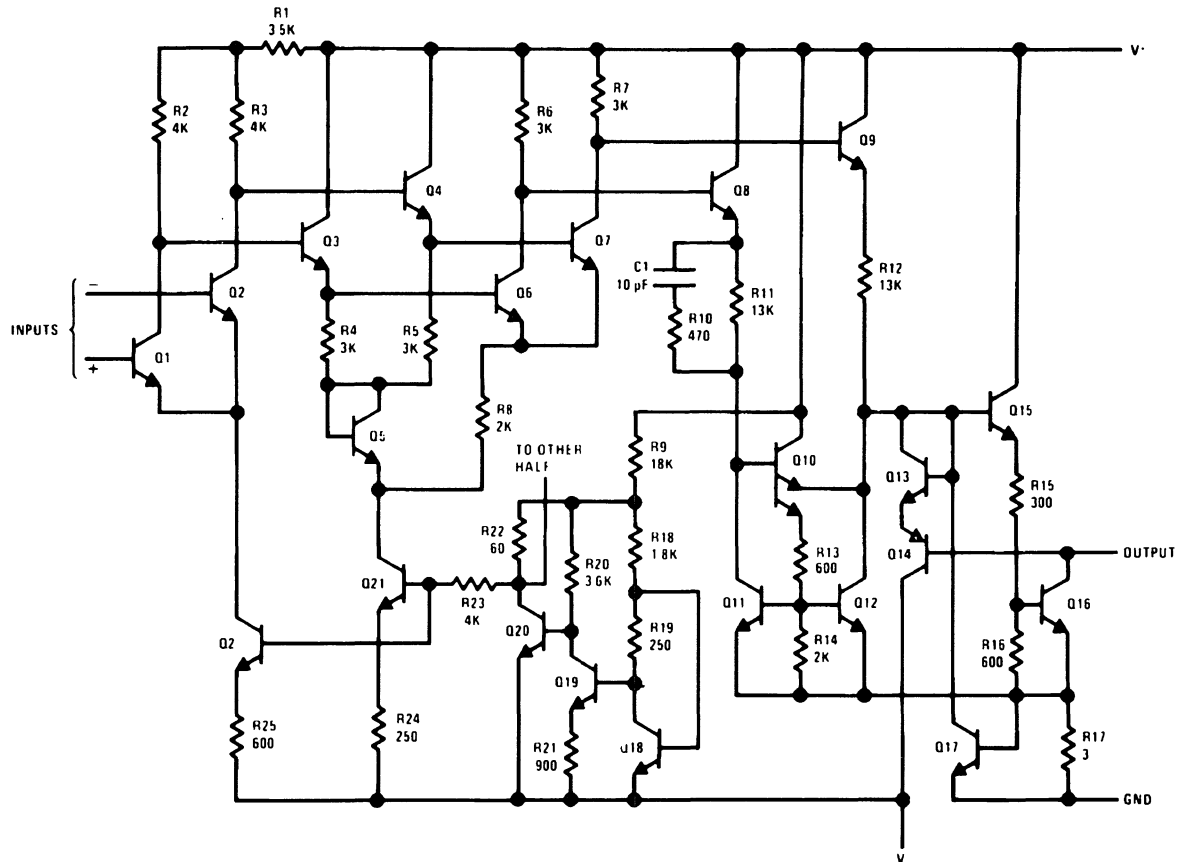 R1
3 5K
V·
R2
4K
R3
4K
R6
3K
R7
3K
Q9
Q4
Q8
Q3
Q7
C1
10 pF
R12
13K
−
Q2
Q6
R11
13K
INPUTS
R10
470
R4
3K
R5
3K
+
Q1
Q15
R8
2K
Q5
TO OTHER
HALF
R9
18K
Q10
Q13
R15
300
R22
60
R18
1 8K
Q14
OUTPUT
R20
3 6K
R13
600
Q21
R23
4K
Q20
Q11
Q12
Q16
Q2
R19
250
R14
2K
R16
600
Q19
R25
600
R24
250
R21
900
Q18
Q17
R17
3
GND
V